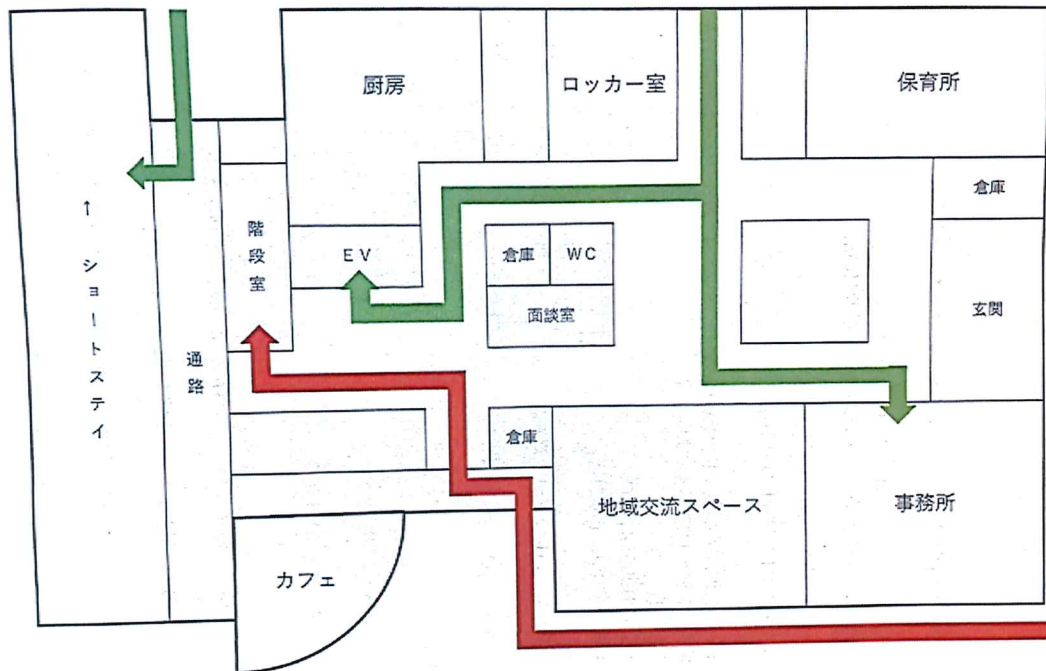 厨房
ロッカー室
保育所
倉庫
↑ ショートステイ
階段室
EV
倉庫
WC
面談室
玄関
通路
倉庫
地域交流スペース
事務所
カフェ